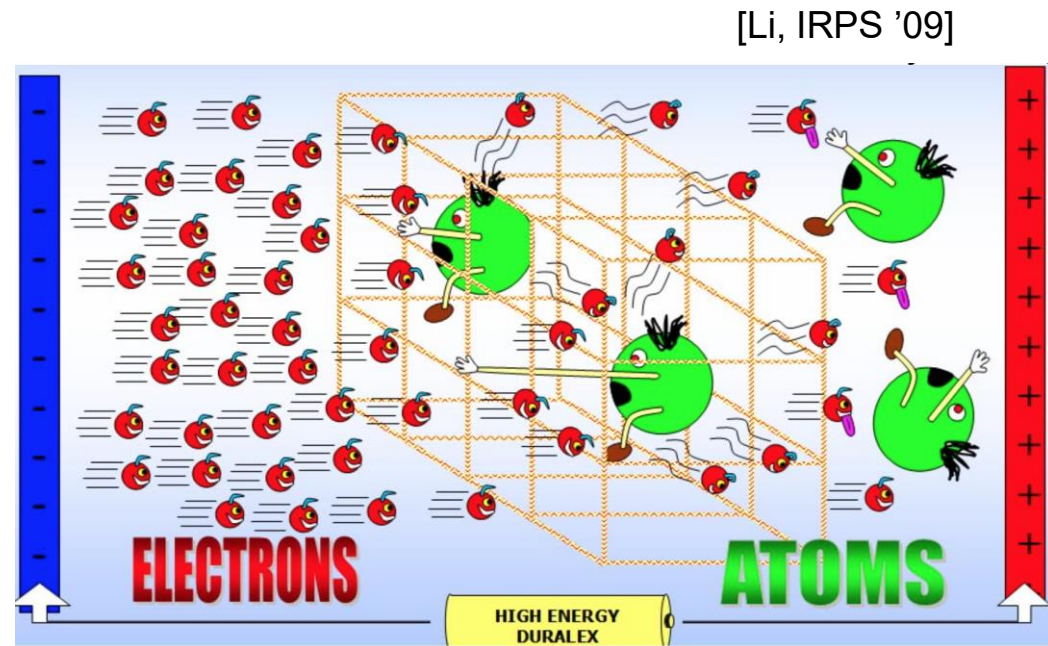 [Li, IRPS ’09]
ELECTRONS
ATOMS
HIGH ENERGY
DURALEX